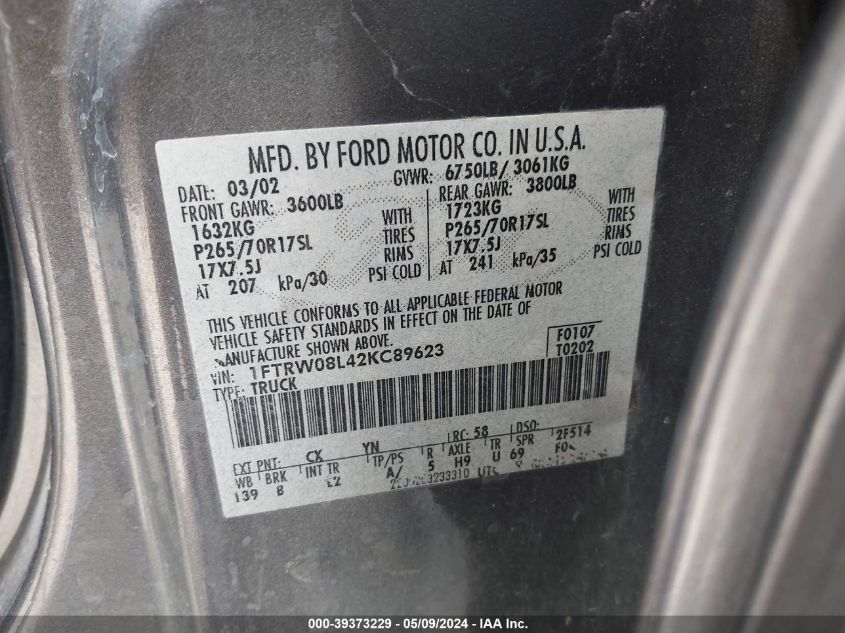 MFD. BY FORD MOTOR CO. IN U.S.A.
DATE: 03/02 GVWR: 6750LB/ 3061KG
FRONT GAWR: 3600LB REAR GAWR: 3800LB
1632KG WITH 1723KG WITH
P265/70R17SL TIRES P265/70R17SL TIRES
17X7.5J RIMS 17X7.5J RIMS
AT 207 kPa/30 PSI COLD AT 241 kPa/35 PSI COLD
THIS VEHICLE CONFORMS TO ALL APPLICABLE FEDERAL MOTOR
VEHICLE SAFETY STANDARDS IN EFFECT ON THE DATE OF
MANUFACTURE SHOWN ABOVE.
VIN: 1FTRW08L42KC89623 F0107
TYPE: TRUCK T0202
EXT PNT: CX YN RC: 58 DSO: 2F514
WB BRK INT TR TP/PS R AXLE TR SPR
139 B A/ 5 H9 U 69
000-39373229 - 05/09/2024 - IAA Inc.